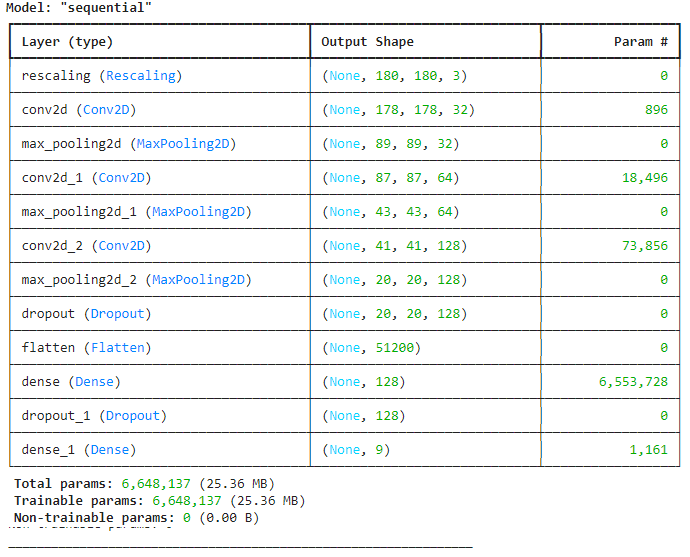 Model: "sequential"
Layer (type) Output Shape Param #
rescaling (Rescaling) (None, 180, 180, 3) 0
conv2d (Conv2D) (None, 178, 178, 32) 896
max_pooling2d (MaxPooling2D) (None, 89, 89, 32) 0
conv2d_1 (Conv2D) (None, 87, 87, 64) 18,496
max_pooling2d_1 (MaxPooling2D) (None, 43, 43, 64) 0
conv2d_2 (Conv2D) (None, 41, 41, 128) 73,856
max_pooling2d_2 (MaxPooling2D) (None, 20, 20, 128) 0
dropout (Dropout) (None, 20, 20, 128) 0
flatten (Flatten) (None, 51200) 0
dense (Dense) (None, 128) 6,553,728
dropout_1 (Dropout) (None, 128) 0
dense_1 (Dense) (None, 9) 1,161
Total params: 6,648,137 (25.36 MB)
Trainable params: 6,648,137 (25.36 MB)
Non-trainable params: 0 (0.00 B)